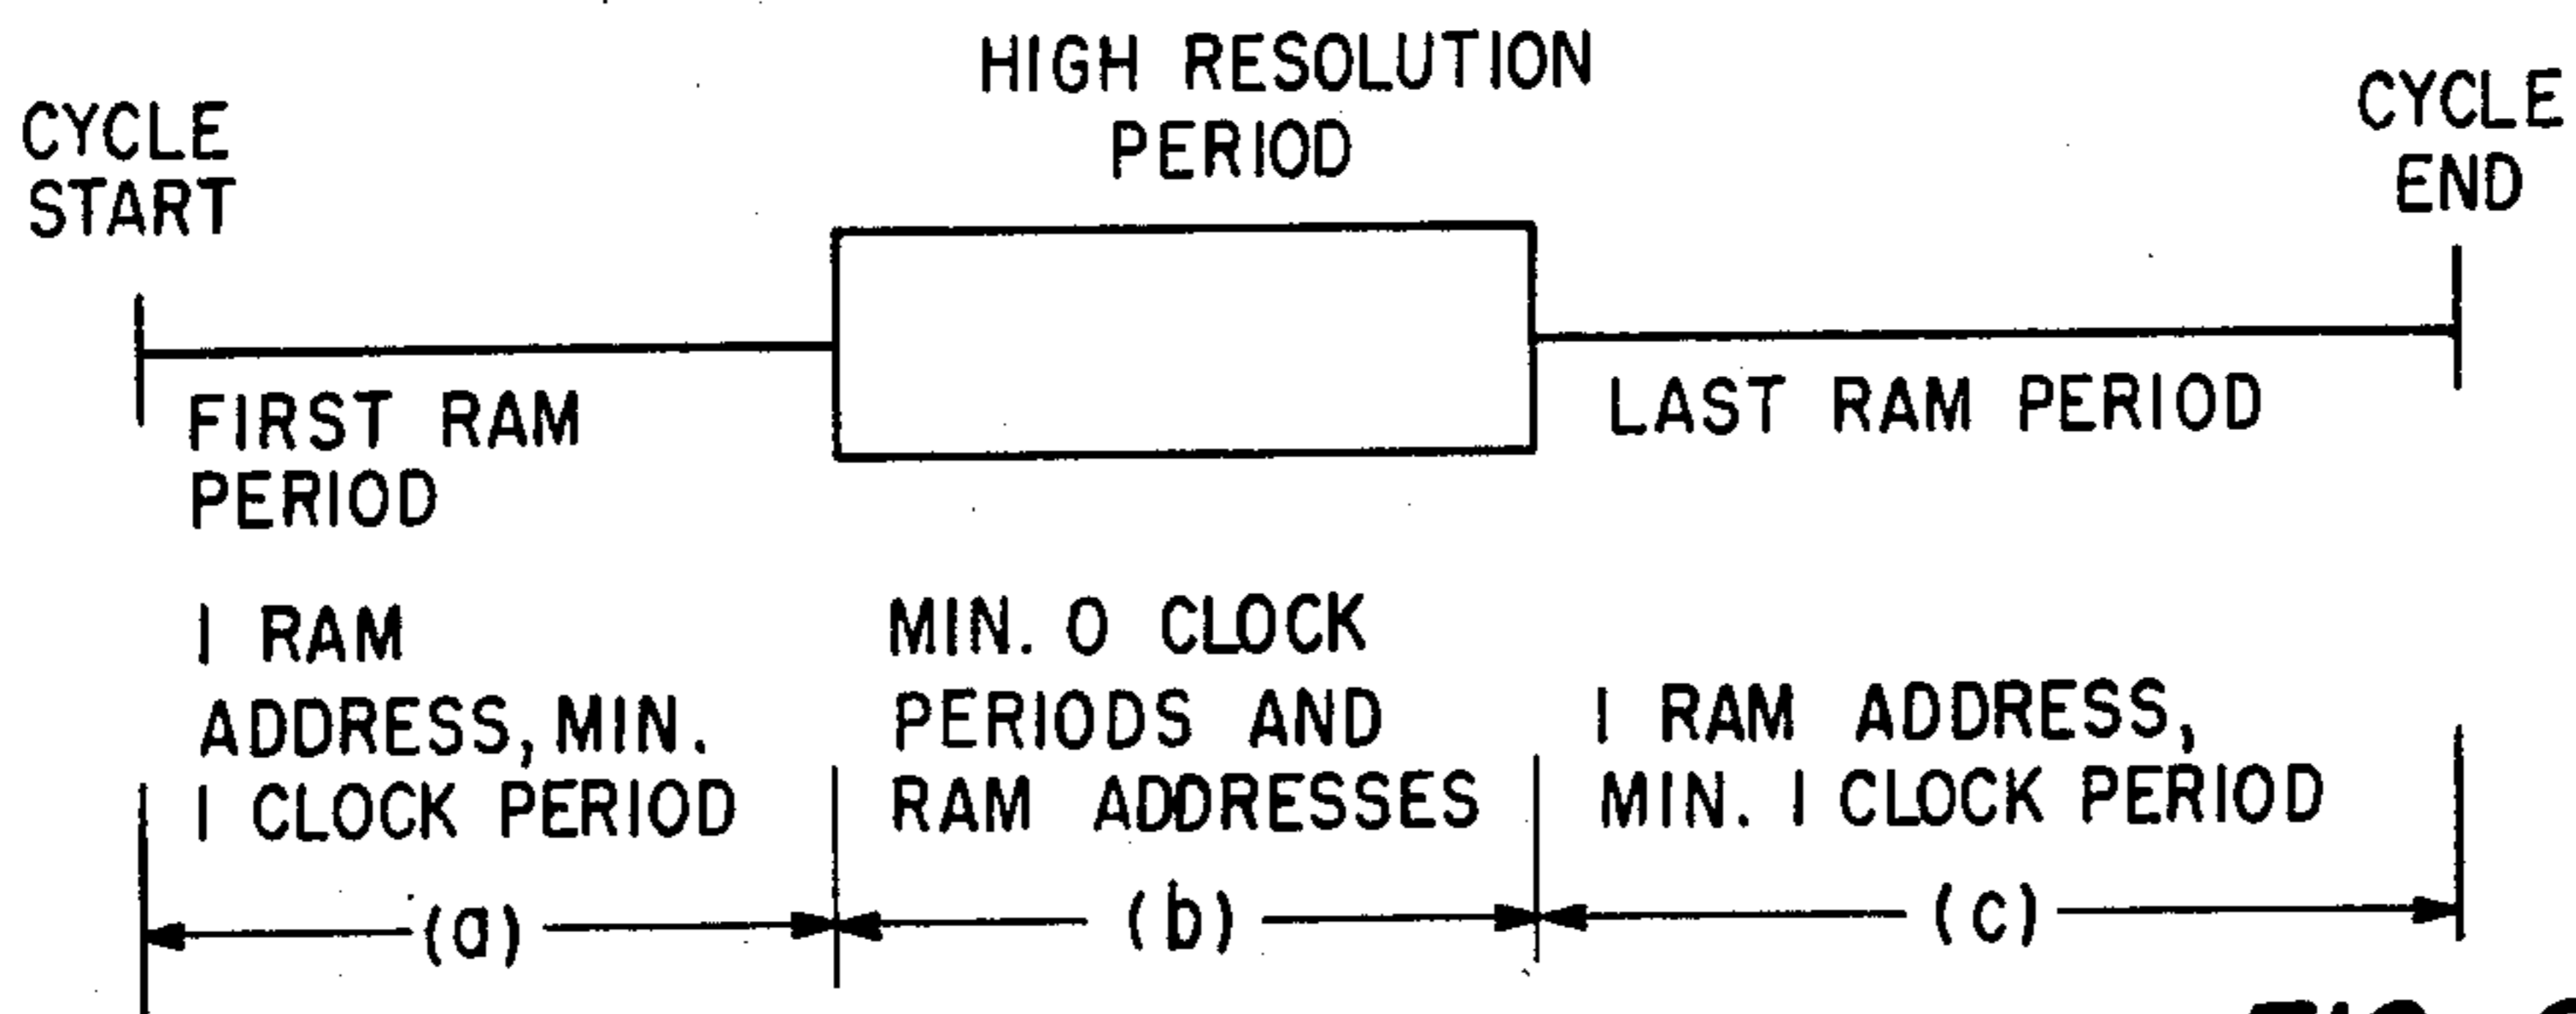 HIGH RESOLUTION
PERIOD
CYCLE
START
CYCLE
END
FIRST RAM
PERIOD
LAST RAM PERIOD
1 RAM
ADDRESS, MIN.
1 CLOCK PERIOD
MIN. 0 CLOCK
PERIODS AND
RAM ADDRESSES
1 RAM ADDRESS,
MIN. 1 CLOCK PERIOD
(a)
(b)
(c)